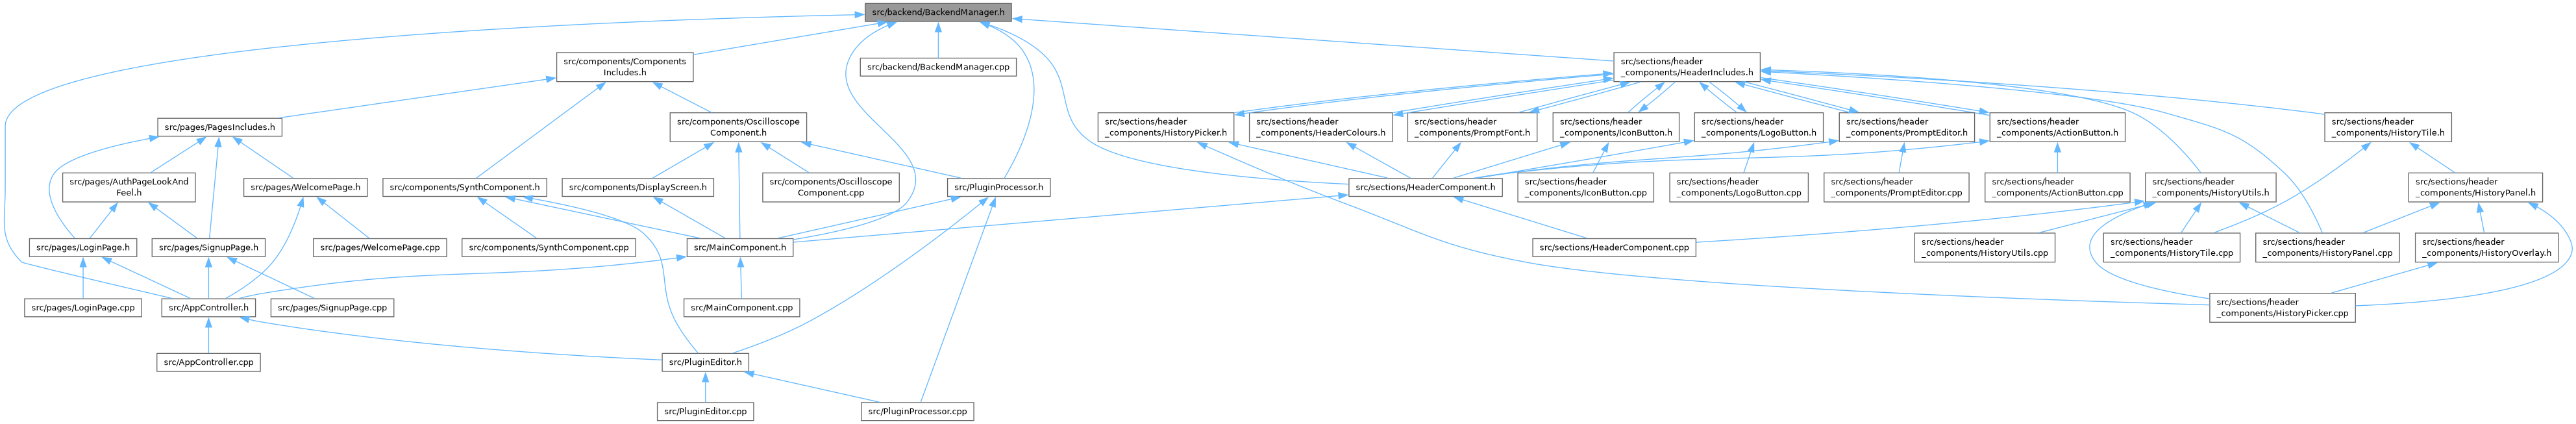 src/backend/BackendManager.h
src/components/Components
Includes.h
src/backend/BackendManager.cpp
src/sections/header
_components/HeaderIncludes.h
src/pages/PagesIncludes.h
src/components/Oscilloscope
Component.h
src/sections/header
_components/HistoryPicker.h
src/sections/header
_components/HeaderColours.h
src/sections/header
_components/PromptFont.h
src/sections/header
_components/IconButton.h
src/sections/header
_components/LogoButton.h
src/sections/header
_components/PromptEditor.h
src/sections/header
_components/ActionButton.h
src/sections/header
_components/HistoryTile.h
src/pages/AuthPageLookAnd
Feel.h
src/pages/WelcomePage.h
src/components/SynthComponent.h
src/components/DisplayScreen.h
src/components/Oscilloscope
Component.cpp
src/PluginProcessor.h
src/sections/HeaderComponent.h
src/sections/header
_components/IconButton.cpp
src/sections/header
_components/LogoButton.cpp
src/sections/header
_components/PromptEditor.cpp
src/sections/header
_components/ActionButton.cpp
src/sections/header
_components/HistoryUtils.h
src/sections/header
_components/HistoryPanel.h
src/pages/LoginPage.h
src/pages/SignupPage.h
src/pages/WelcomePage.cpp
src/components/SynthComponent.cpp
src/MainComponent.h
src/sections/HeaderComponent.cpp
src/sections/header
_components/HistoryUtils.cpp
src/sections/header
_components/HistoryTile.cpp
src/sections/header
_components/HistoryPanel.cpp
src/sections/header
_components/HistoryOverlay.h
src/pages/LoginPage.cpp
src/AppController.h
src/pages/SignupPage.cpp
src/MainComponent.cpp
src/sections/header
_components/HistoryPicker.cpp
src/AppController.cpp
src/PluginEditor.h
src/PluginEditor.cpp
src/PluginProcessor.cpp